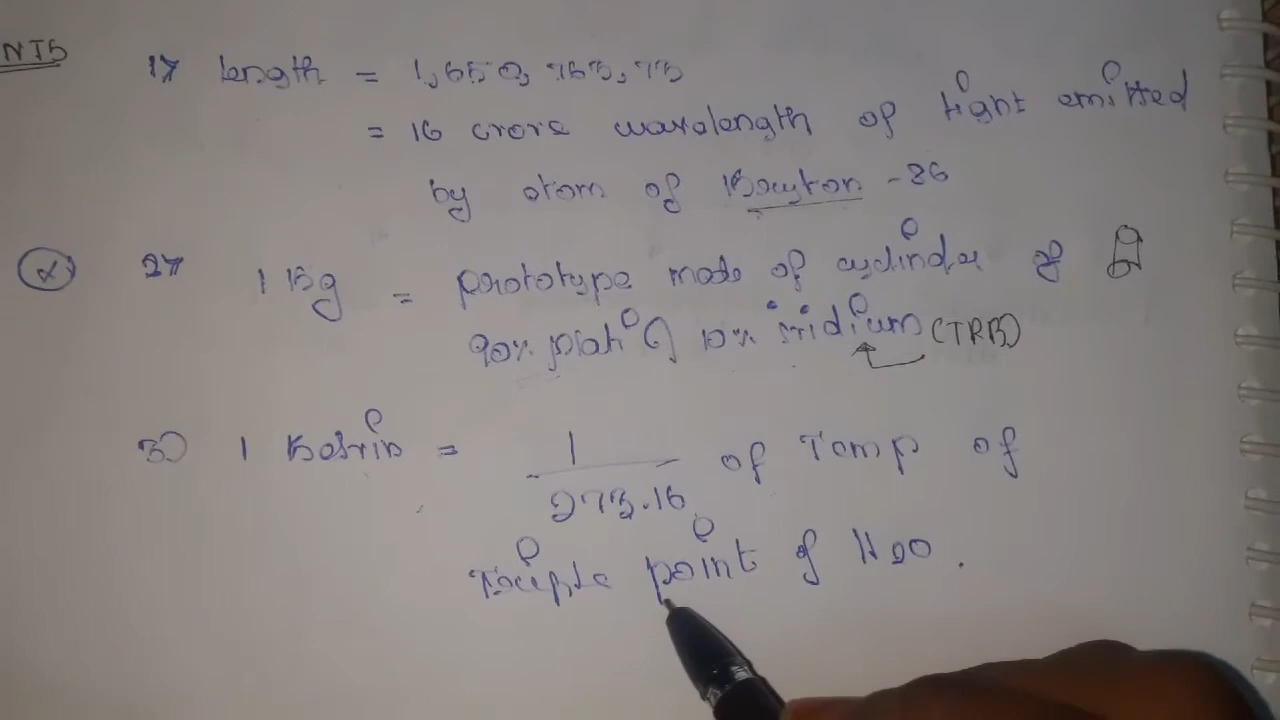 NTS
1) length = 1,650,763.73
= 16 crore wavelength of light emitted
by atom of Krypton - 86
2) 1 Kg = prototype made of cylinder of
90% plati 10% iridium (TRB)
3) 1 Kelvin = 1/273.16 of Temp of
Triple point of H2O.